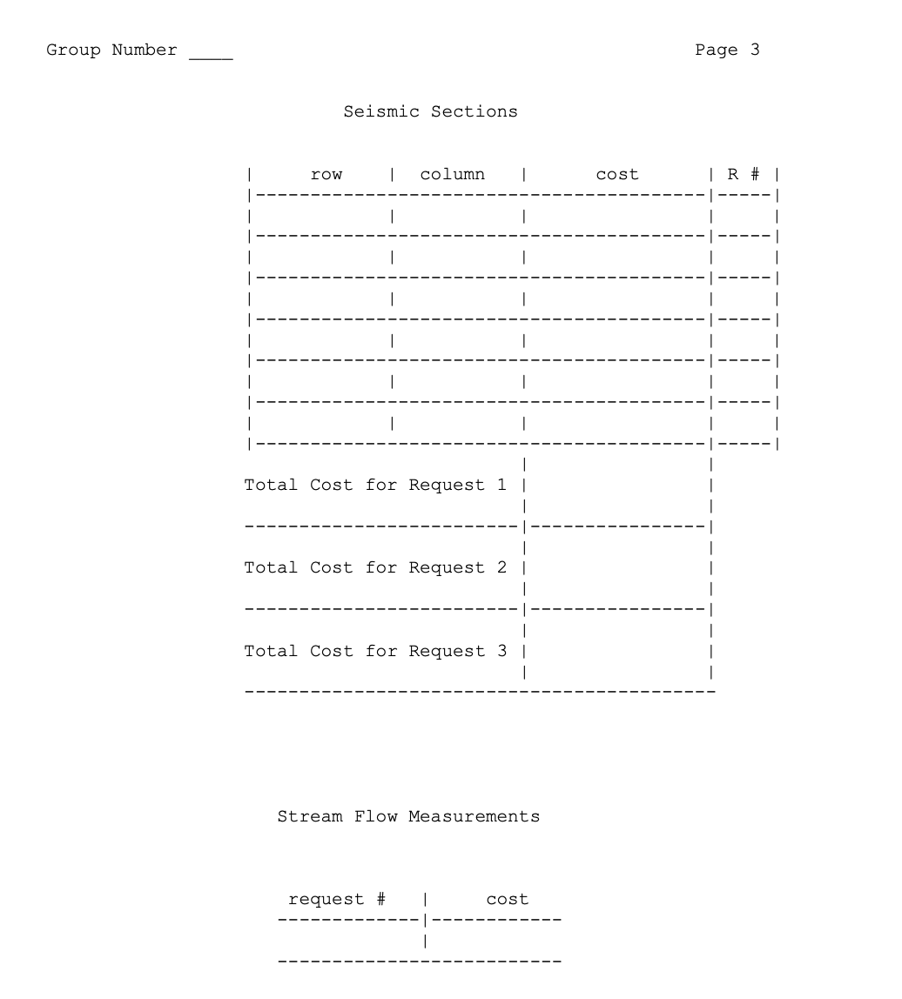 Group Number ____ Page 3
Seismic Sections
| row | column | cost | R # |
|-----------------------------------------|-----|
| | | | |
|-----------------------------------------|-----|
| | | | |
|-----------------------------------------|-----|
| | | | |
|-----------------------------------------|-----|
| | | | |
|-----------------------------------------|-----|
| | | | |
|-----------------------------------------|-----|
| | | | |
|-----------------------------------------|-----|
| |
Total Cost for Request 1 | |
| |
-------------------------|----------------|
| |
Total Cost for Request 2 | |
| |
-------------------------|----------------|
| |
Total Cost for Request 3 | |
| |
-------------------------------------------
Stream Flow Measurements
request # | cost
-------------|------------
|
--------------------------